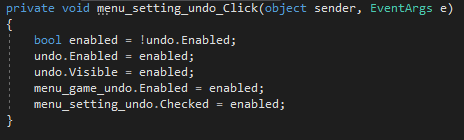 private void menu_setting_undo_Click(object sender, EventArgs e)
{
bool enabled = !undo.Enabled;
undo.Enabled = enabled;
undo.Visible = enabled;
menu_game_undo.Enabled = enabled;
menu_setting_undo.Checked = enabled;
}